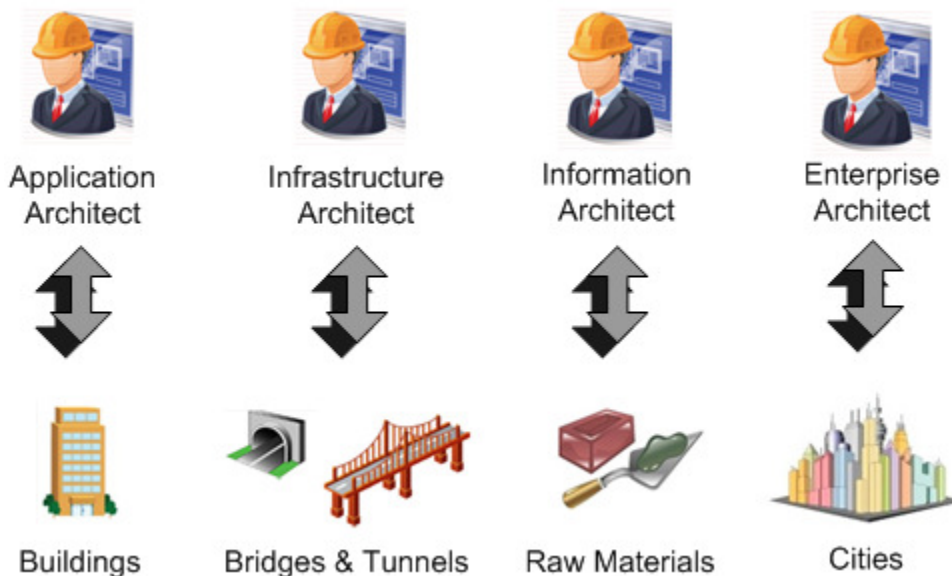 Application
Architect
Infrastructure
Architect
Information
Architect
Enterprise
Architect
Buildings
Bridges & Tunnels
Raw Materials
Cities